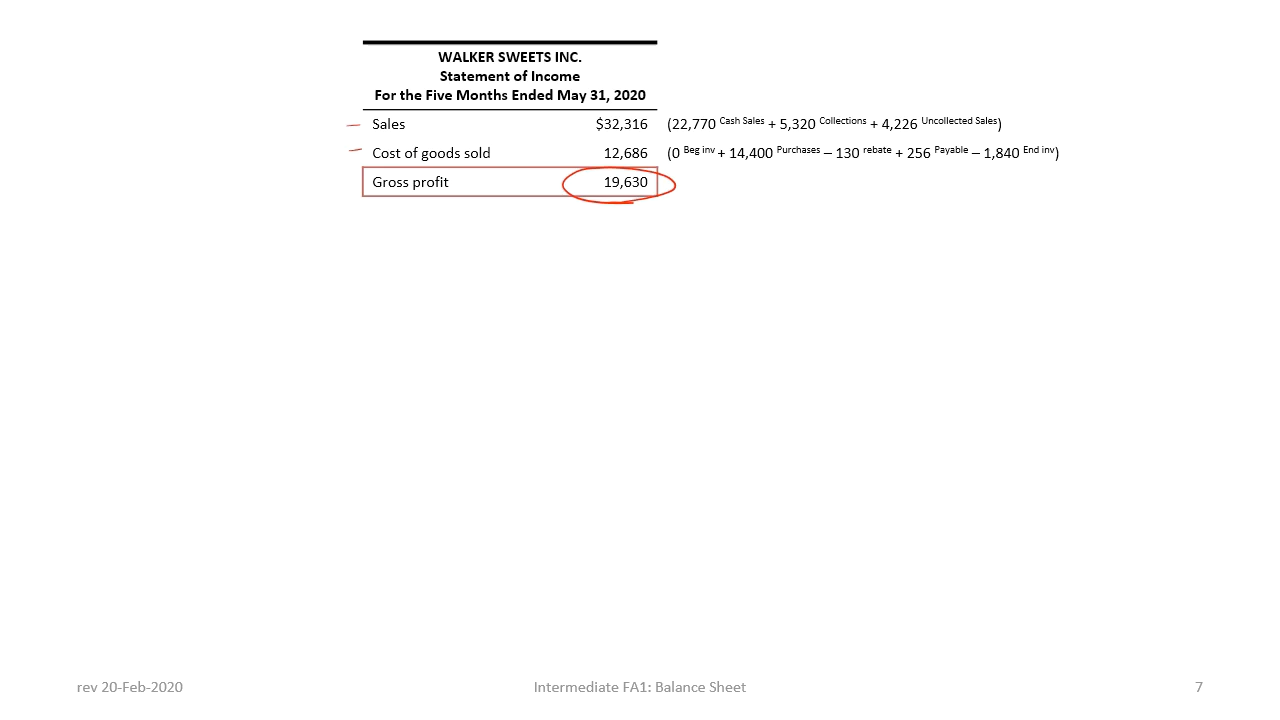 WALKER SWEETS INC.
Statement of Income
For the Five Months Ended May 31, 2020
Sales $32,316 (22,770 Cash Sales + 5,320 Collections + 4,226 Uncollected Sales)
Cost of goods sold 12,686 (0 Beg inv + 14,400 Purchases – 130 rebate + 256 Payable – 1,840 End inv)
Gross profit 19,630
rev 20-Feb-2020 Intermediate FA1: Balance Sheet 7